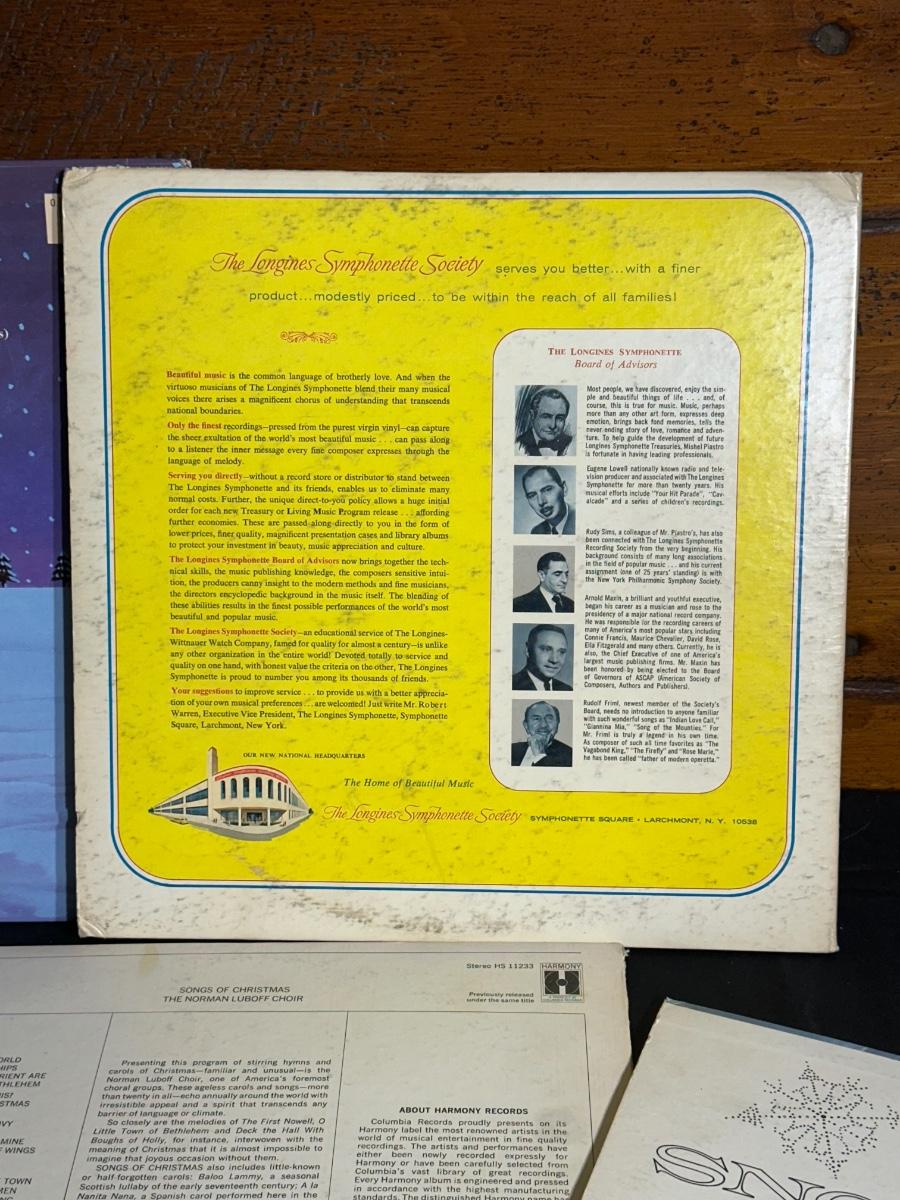 The Longines Symphonette Society serves you better...with a finer
product...modestly priced...to be within the reach of all families!
Beautiful music is the common language of brotherly love. And when the
virtuoso musicians of The Longines Symphonette blend their many musical
voices there arises a magnificent chorus of understanding that transcends
national boundaries.
Only the finest recordings—pressed from the purest virgin vinyl—can capture
the sheer exultation of the world's most beautiful music . . . can pass along
to a listener the inner message every fine composer expresses through the
language of melody.
Serving you directly—without a record store or distributor to stand between
The Longines Symphonette and its friends, enables us to eliminate many
normal costs. Further, the unique direct-to-you policy allows a huge initial
order for each new Treasury or Living Music Program release . . . affording
further economies. These are passed along directly to you in the form of
lower prices, finer quality, magnificent presentation cases and library albums
to protect your investment in beauty, music appreciation and culture.
The Longines Symphonette Board of Advisors now brings together the tech-
nical skills, the music publishing knowledge, the composers sensitive intui-
tion, the producers canny insight to the modern methods and fine musicians,
the directors encyclopedic background in the music itself. The blending of
these abilities results in the finest possible performances of the world's most
beautiful and popular music.
The Longines Symphonette Society—an educational service of The Longines-
Wittnauer Watch Company, famed for quality for almost a century—is unlike
any other organization in the entire world! Devoted totally to service and
quality on one hand, with honest value the criteria on the other, The Longines
Symphonette is proud to number you among its thousands of friends.
Your suggestions to improve service . . . to provide us with a better apprecia-
tion of your own musical preferences . . . are welcomed! Just write Mr. Robert
Warren, Executive Vice President, The Longines Symphonette, Symphonette
Square, Larchmont, New York.
OUR NEW NATIONAL HEADQUARTERS
The Home of Beautiful Music
The Longines Symphonette Society SYMPHONETTE SQUARE • LARCHMONT, N. Y. 10538
THE LONGINES SYMPHONETTE
Board of Advisors
Most people, we have discovered, enjoy the sim-
ple and beautiful things of life . . . and, of
course, this is true for music. Music, perhaps
more than any other art form, expresses deep
emotion, brings back fond memories, tells the
never ending story of love, romance and adven-
ture. To help guide the development of future
Longines Symphonette Treasuries, Mishel Piastro
is fortunate in having leading professionals.
Eugene Lowell nationally known radio and tele-
vision producer and associated with The Longines
Symphonette for more than twenty years. His
musical efforts include "Your Hit Parade", "Cav-
alcade" and a series of children's recordings.
Rudy Sims, a colleague of Mr. Piastro's, has also
been connected with The Longines Symphonette
Recording Society from the very beginning. His
background consists of many long associations
in the field of popular music . . . and his current
assignment (one of 25 years' standing) is with
the New York Philharmonic Symphony Society.
Arnold Maxin, a brilliant and youthful executive,
began his career as a musician and rose to the
presidency of a major national record company.
He was responsible for the recording careers of
many of America's most popular stars, including
Connie Francis, Maurice Chevalier, David Rose,
Ella Fitzgerald and many others. Currently, he is
also, the Chief Executive of one of America's
largest music publishing firms. Mr. Maxin has
been honored by being elected to the Board
of Governors of ASCAP (American Society of
Composers, Authors and Publishers).
Rudolf Friml, newest member of the Society's
Board, needs no introduction to anyone familiar
with such wonderful songs as "Indian Love Call,"
"Giannina Mia," "Song of the Mounties." For
Mr. Friml is truly a legend in his own time.
As composer of such all time favorites as "The
Vagabond King," "The Firefly" and "Rose Marie,"
he has been called "father of modern operetta."
Stereo HS 11233
HARMONY
Previously released
under the same title
SONGS OF CHRISTMAS
THE NORMAN LUBOFF CHOIR
ORLD
HIPS
RIENT ARE
THLEHEM
STMAS
VY
MINE
WINGS
TOWN
MEN
Presenting this program of stirring hymns and
carols of Christmas—familiar and unusual—is the
Norman Luboff Choir, one of America's foremost
choral groups. These ageless carols and songs—more
than twenty in all—echo annually around the world with
irresistible appeal and a spirit that transcends any
barrier of language or climate.
So closely are the melodies of The First Nowell, O
Little Town of Bethlehem and Deck the Hall With
Boughs of Holly, for instance, interwoven with the
meaning of Christmas that it is almost impossible to
imagine that joyous occasion without them.
SONGS OF CHRISTMAS also includes little-known
or half-forgotten carols: Baloo Lammy, a seasonal
Scottish lullaby of the early seventeenth century; A la
Nanita Nana, a Spanish carol performed here in the
ABOUT HARMONY RECORDS
Columbia Records proudly presents on its
Harmony label the most renowned artists in the
world of musical entertainment in fine quality
recordings. The artists and performances have
either been newly recorded expressly for
Harmony or have been carefully selected from
Columbia's vast library of great recordings.
Every Harmony album is engineered and pressed
in accordance with the highest manufacturing
standards. The distinguished Harmony name has
SN